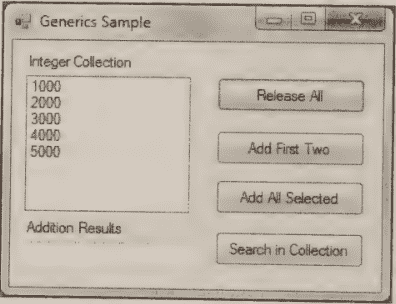 Generics Sample
Integer Collection
1000
2000
3000
4000
5000
Release All
Add First Two
Add All Selected
Addition Results
Search in Collection